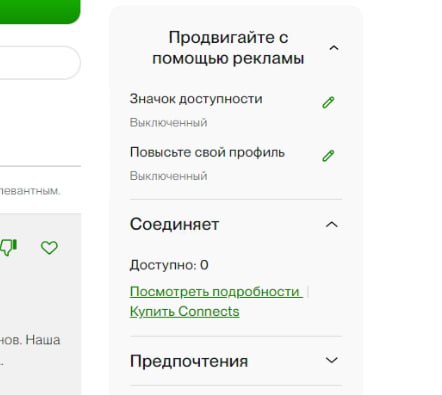 Продвигайте с
помощью рекламы
Значок доступности
Выключенный
Повысьте свой профиль
Выключенный
левантным.
Соединяет
Доступно: 0
Посмотреть подробности |
Купить Connects
нов. Наша
Предпочтения